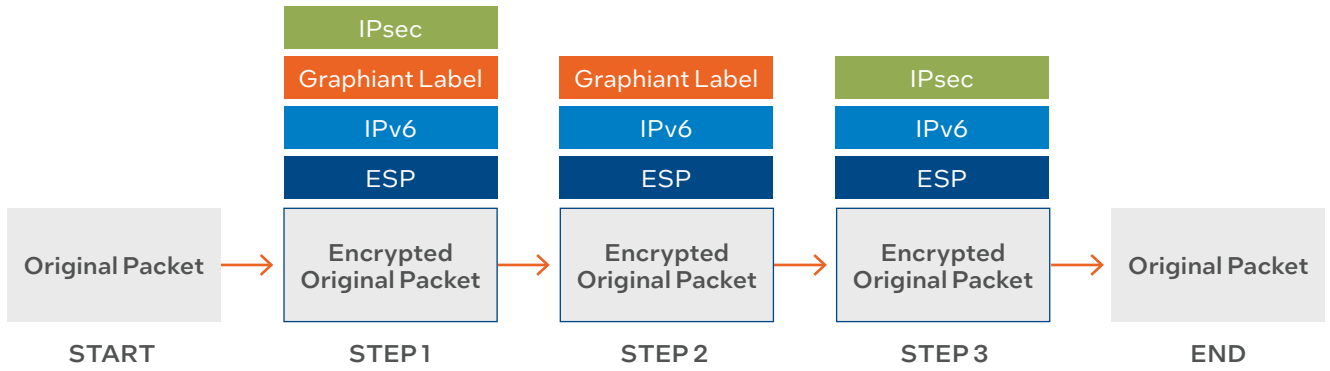 IPsec
Graphiant Label
Graphiant Label
IPsec
IPv6
IPv6
IPv6
ESP
ESP
ESP
Original Packet
Encrypted
Original Packet
Encrypted
Original Packet
Encrypted
Original Packet
Original Packet
START
STEP 1
STEP 2
STEP 3
END